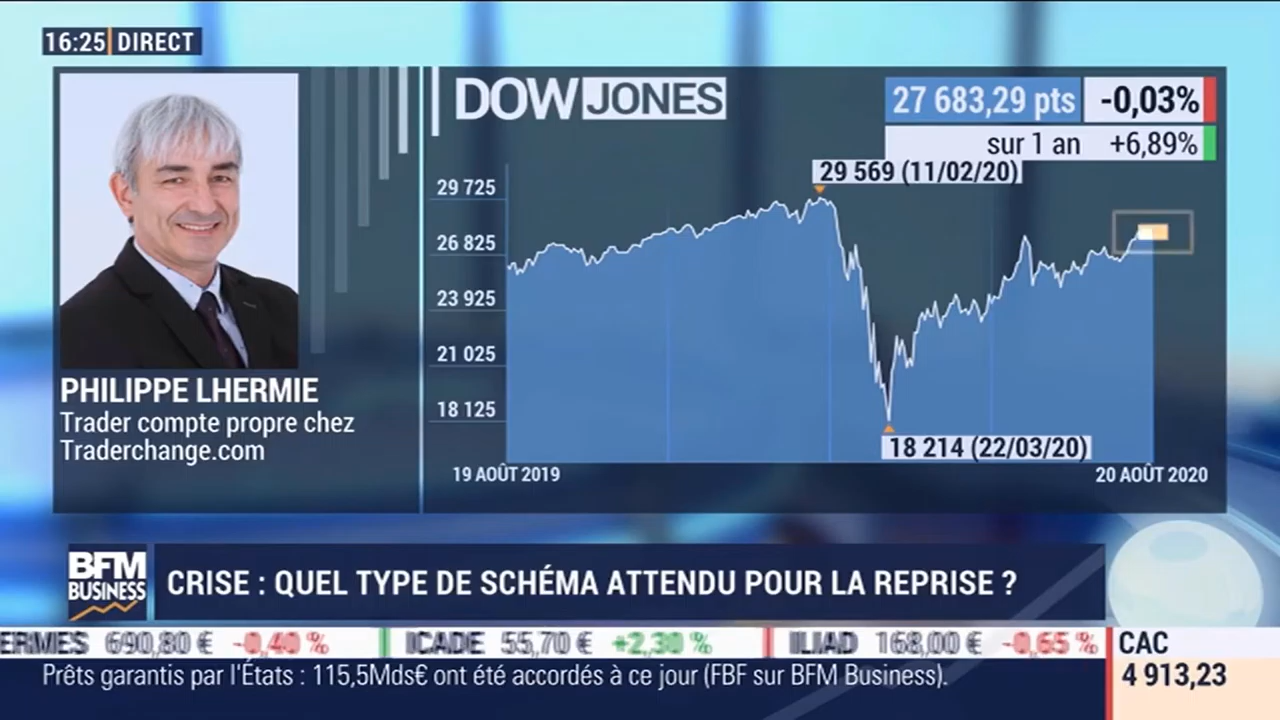 16:25 DIRECT
DOW JONES
27 683,29 pts -0,03%
sur 1 an +6,89%
29 569 (11/02/20)
29 725
26 825
23 925
21 025
18 125
18 214 (22/03/20)
19 AOÛT 2019
20 AOÛT 2020
PHILIPPE LHERMIE
Trader compte propre chez
Traderchange.com
BFM
BUSINESS
CRISE : QUEL TYPE DE SCHÉMA ATTENDU POUR LA REPRISE ?
ERMES 690,80 € -0,40 % ICADE 55,70 € +2,30 % ILIAD 168,00 € -0,65 %
CAC
4 913,23
Prêts garantis par l'États : 115,5Mds€ ont été accordés à ce jour (FBF sur BFM Business).